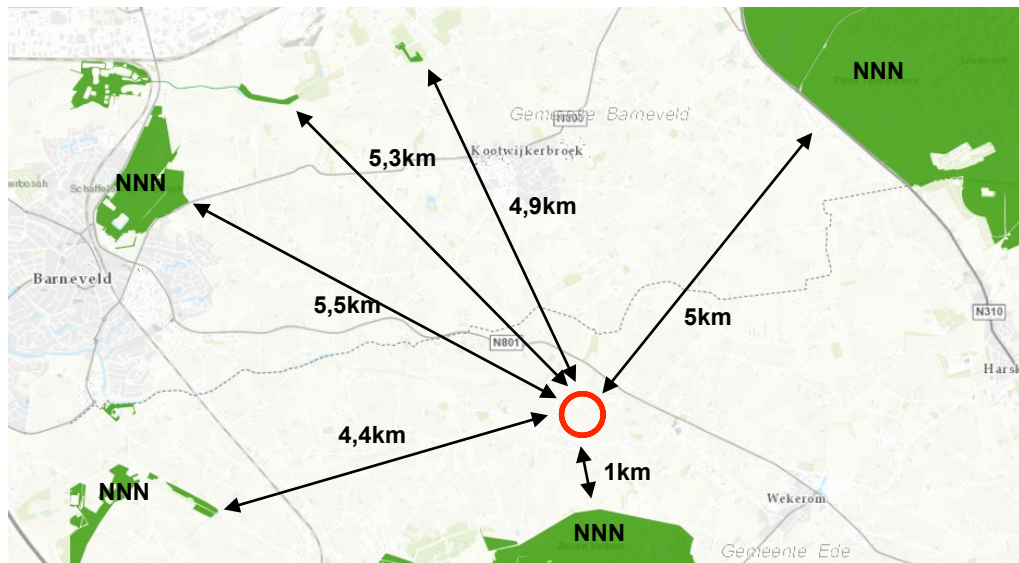 NNN
Gemeente Barneveld
N805
Kootwijkerbroek
5,3km
NNN
4,9km
Barneveld
5,5km
5km
N310
N801
Harsk
4,4km
1km
NNN
Wekerom
NNN
Gemeente Ede